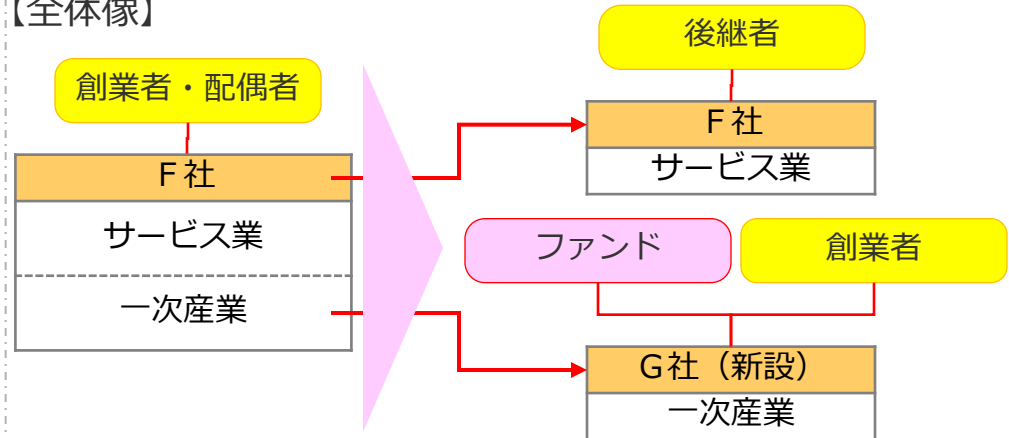 【全体像】
創業者・配偶者
F社
サービス業
一次産業
後継者
F社
サービス業
ファンド
創業者
G社（新設）
一次産業